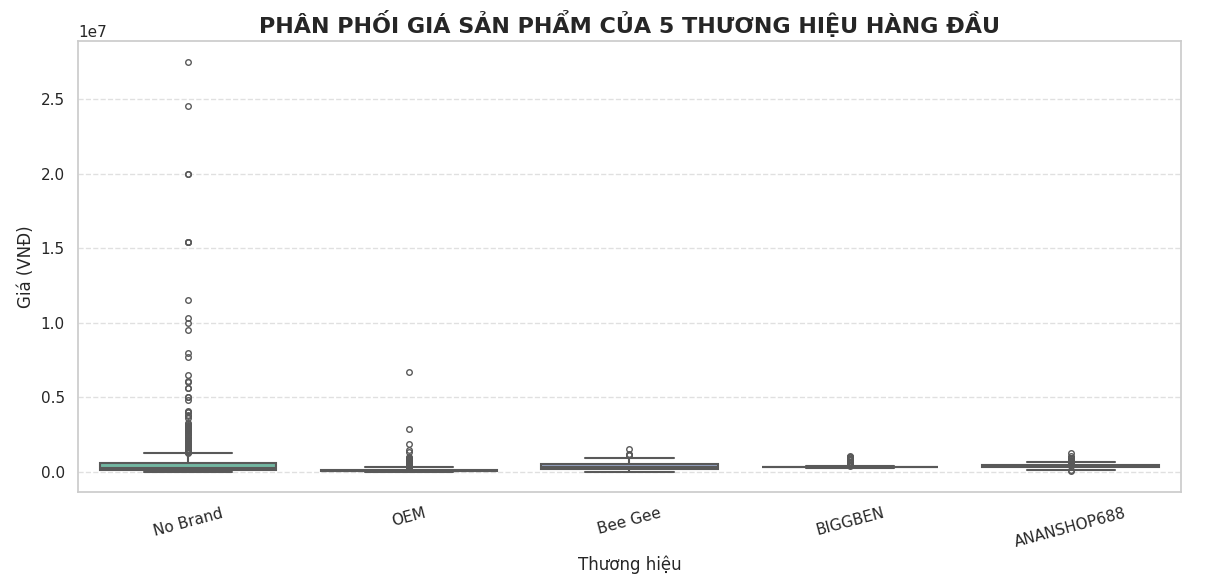 PHÂN PHỐI GIÁ SẢN PHẨM CỦA 5 THƯƠNG HIỆU HÀNG ĐẦU
1e7
2.5
2.0
1.5
1.0
0.5
0.0
Giá (VNĐ)
No Brand
OEM
Bee Gee
BIGGBEN
ANANSHOP688
Thương hiệu